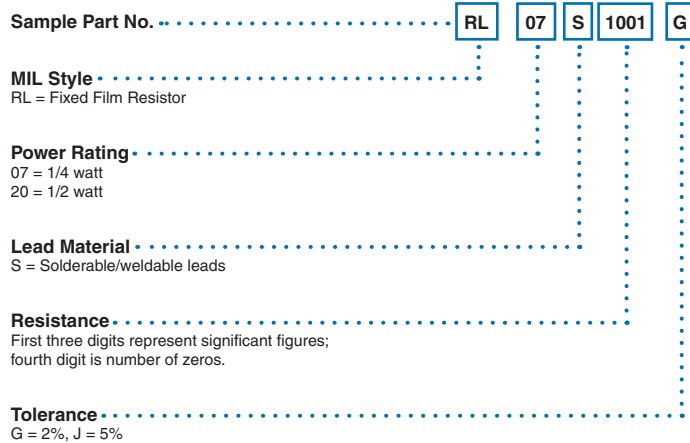 Sample Part No. RL 07 S 1001 G
MIL Style
RL = Fixed Film Resistor
Power Rating
07 = 1/4 watt
20 = 1/2 watt
Lead Material
S = Solderable/weldable leads
Resistance
First three digits represent significant figures;
fourth digit is number of zeros.
Tolerance
G = 2%, J = 5%